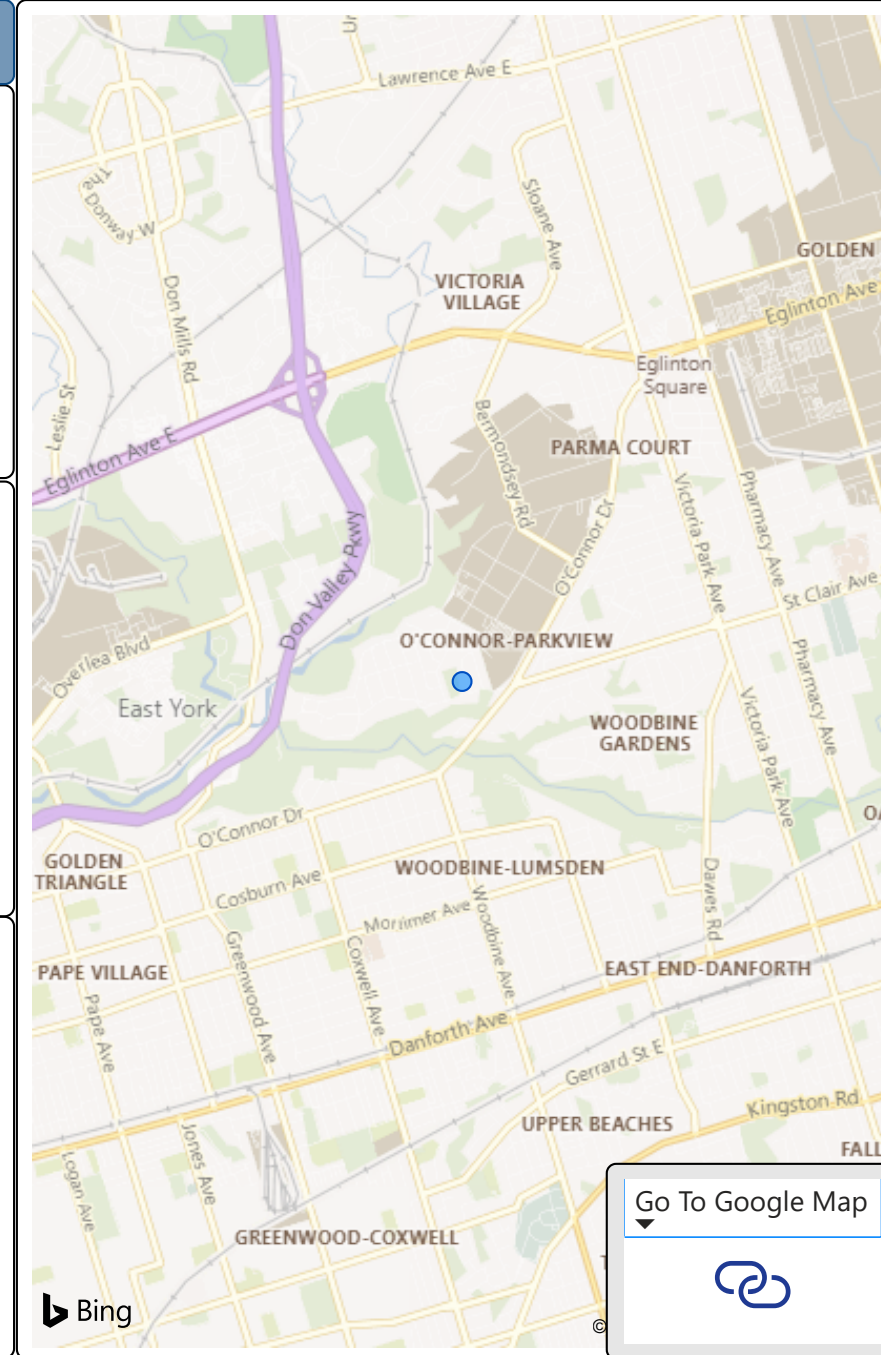 Lawrence Ave E
The
Donway W
Sloane Ave
GOLDEN
VICTORIA
VILLAGE
Don Mills Rd
Eglinton Ave
Eglinton
Square
Leslie St
Bermondsey Rd
PARMA COURT
Eglinton Ave E
Victoria Park Ave
Pharmacy Ave
O'Connor Dr
Don Valley Pkwy
St Clair Ave
O'CONNOR-PARKVIEW
Overlea Blvd
Pharmacy Ave
East York
WOODBINE
GARDENS
Victoria Park Ave
O'Connor Dr
GOLDEN
TRIANGLE
WOODBINE-LUMSDEN
Cosburn Ave
Dawes Rd
Mortimer Ave
Woodbine Ave
Greenwood Ave
Coxwell Ave
PAPE VILLAGE
EAST END-DANFORTH
Pape Ave
Danforth Ave
Gerrard St E
Kingston Rd
UPPER BEACHES
Jones Ave
FALL
Logan Ave
Go To Google Map
GREENWOOD-COXWELL
Bing
©